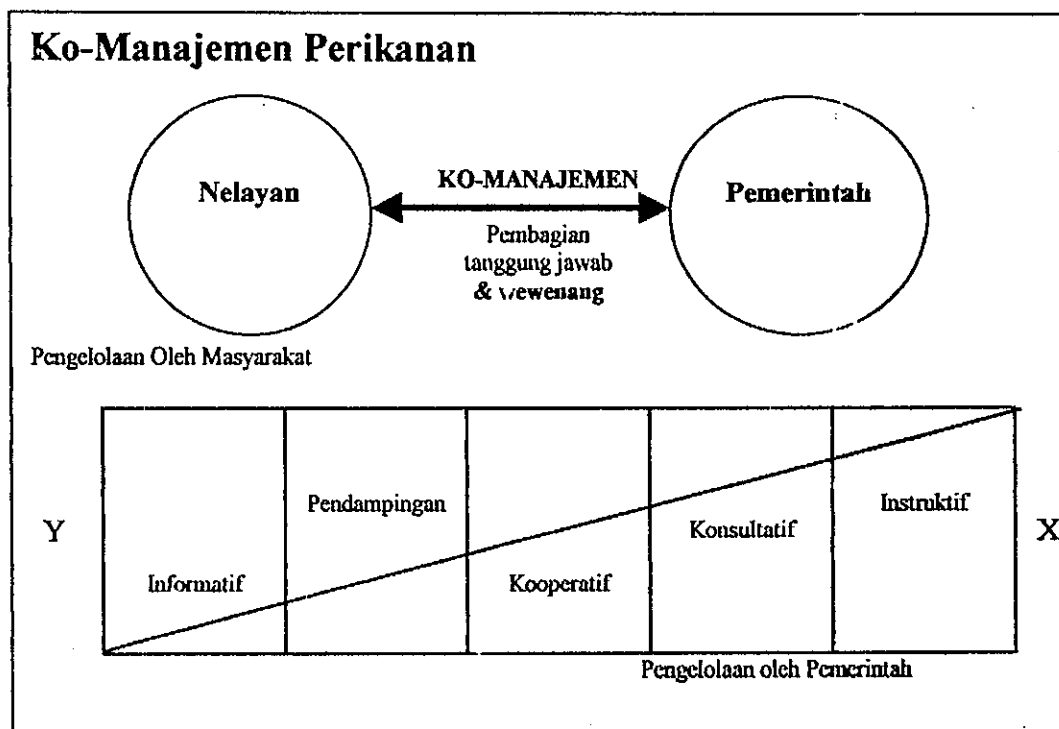 Ko-Manajemen Perikanan
Nelayan
KO-MANAJEMEN
Pembagian
tanggung jawab
& wewenang
Pemerintah
Pengelolaan Oleh Masyarakat
Y
Informatif
Pendampingan
Kooperatif
Konsultatif
Instruktif
X
Pengelolaan oleh Pemerintah